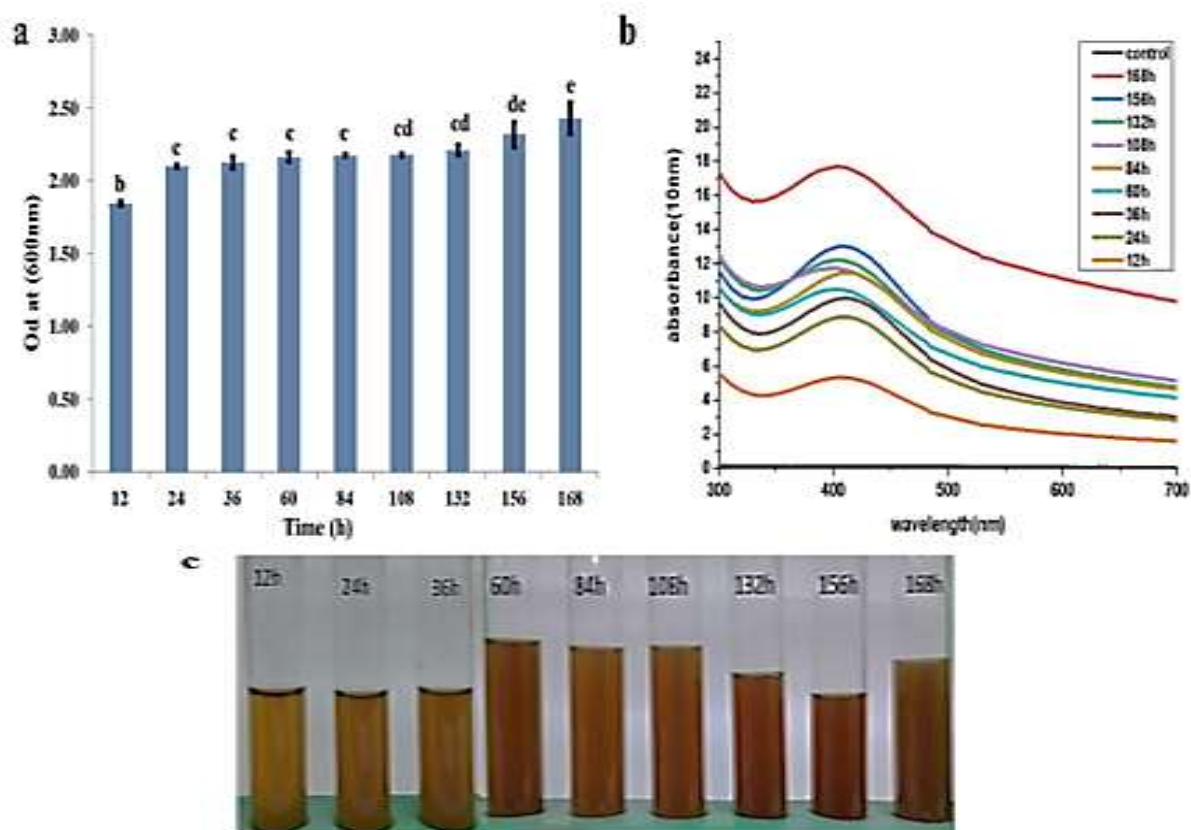 a
3.00
2.50
2.00
1.50
1.00
0.50
0.00
Od at (600nm)
b
c
c
c
c
cd
cd
de
e
12
24
36
60
84
108
132
156
168
Time (h)
b
24
22
20
18
16
14
12
10
8
6
4
2
0
absorbance(10nm)
300
400
500
600
700
wavelength(nm)
control
168h
156h
132h
108h
84h
60h
36h
24h
12h
c
12h
24h
36h
60h
84h
108h
132h
156h
168h